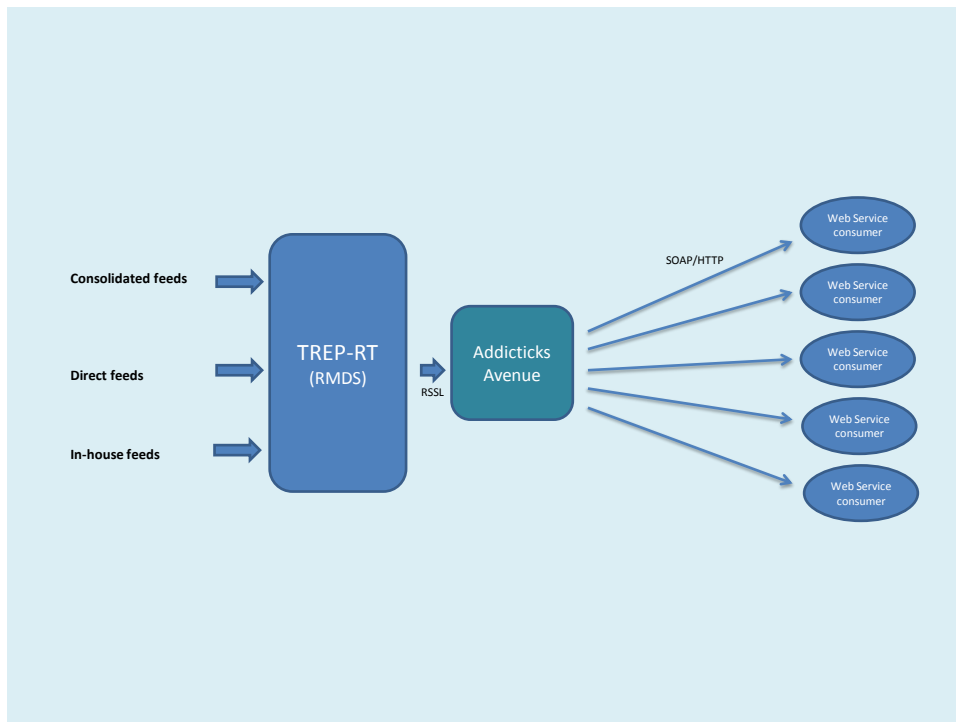 Consolidated feeds
Direct feeds
In-house feeds
TREP-RT
(RMDS)
RSSL
Addicticks
Avenue
SOAP/HTTP
Web Service
consumer
Web Service
consumer
Web Service
consumer
Web Service
consumer
Web Service
consumer